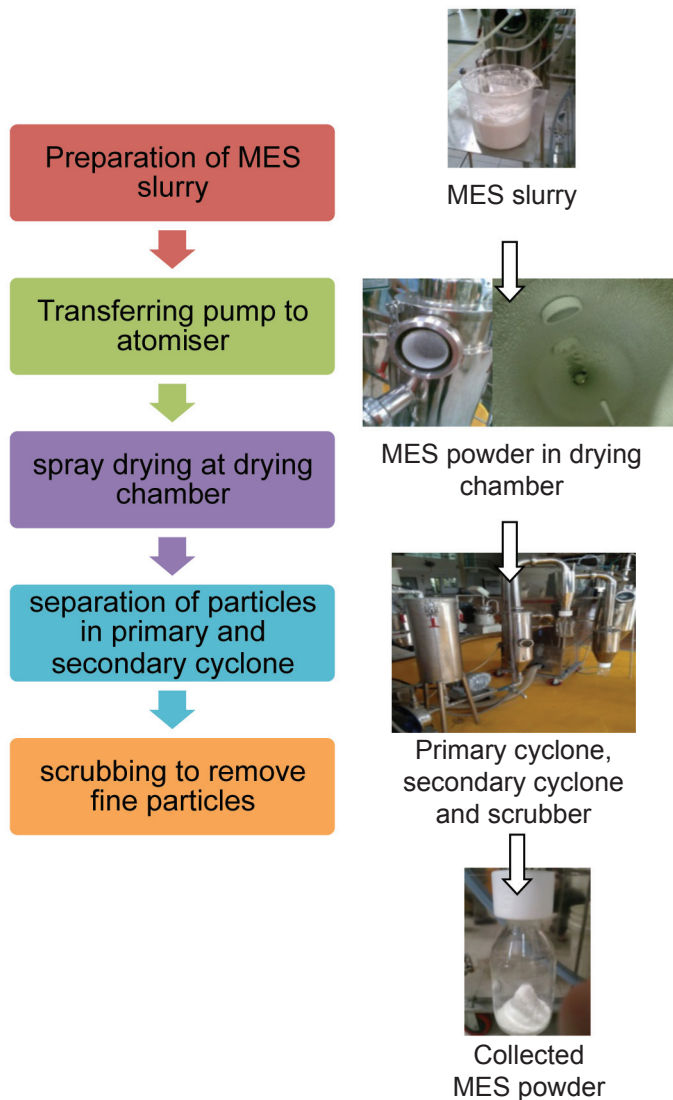 Preparation of MES
slurry
Transferring pump to
atomiser
spray drying at drying
chamber
separation of particles
in primary and
secondary cyclone
scrubbing to remove
fine particles
MES slurry
MES powder in drying
chamber
Primary cyclone,
secondary cyclone
and scrubber
Collected
MES powder